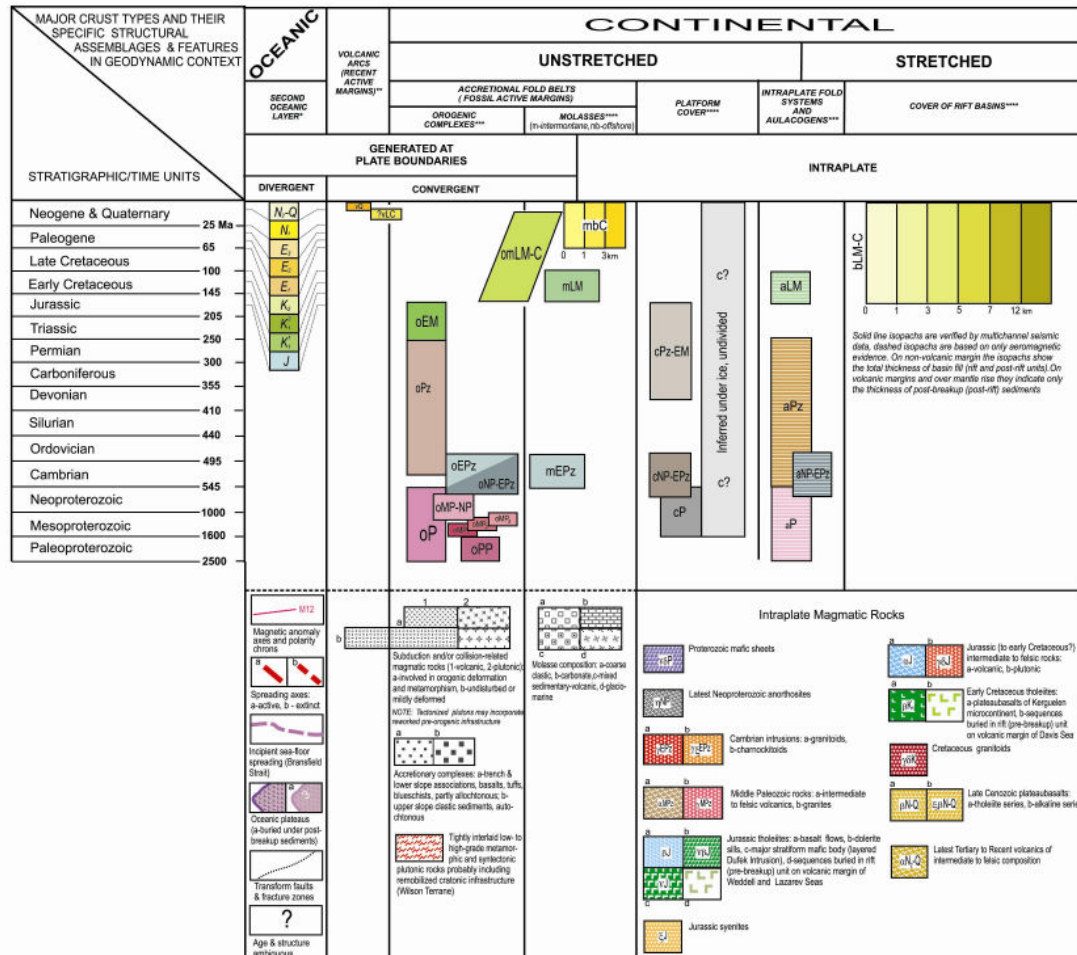 MAJOR CRUST TYPES AND THEIR
SPECIFIC STRUCTURAL
ASSEMBLAGES & FEATURES
IN GEODYNAMIC CONTEXT
STRATIGRAPHIC/TIME UNITS
OCEANIC
SECOND
OCEANIC
LAYER*
VOLCANIC
ARCS
(RECENT
ACTIVE
MARGINS)**
CONTINENTAL
UNSTRETCHED
STRETCHED
ACCRETIONAL FOLD BELTS
( FOSSIL ACTIVE MARGINS)
OROGENIC
COMPLEXES***
MOLASSES****
(m-intermontane, mb-offshore)
PLATFORM
COVER****
INTRAPLATE FOLD
SYSTEMS
AND
AULACOGENS***
COVER OF RIFT BASINS****
GENERATED AT
PLATE BOUNDARIES
INTRAPLATE
DIVERGENT
CONVERGENT
Neogene & Quaternary
25 Ma
Paleogene
65
Late Cretaceous
100
Early Cretaceous
145
Jurassic
205
Triassic
250
Permian
300
Carboniferous
355
Devonian
410
Silurian
440
Ordovician
495
Cambrian
545
Neoproterozoic
1000
Mesoproterozoic
1600
Paleoproterozoic
2500
J
omLM-C
mbC
0 1 3km
mLM
oEM
oPz
oEPz
oNP-EPz
mEPz
oMP-NP
oP
oPP
cPz-EM
cNP-EPz
cP
c?
Inferred under ice, undivided
c?
aLM
aPz
aNP-EPz
aP
bLM-C
0 1 3 5 7 12 km
Solid line isopachs are verified by multichannel seismic
data, dashed isopachs are based on only aeromagnetic
evidence. On non-volcanic margin the isopachs show
the total thickness of basin fill (rift and post-rift units).On
volcanic margins and over mantle rise they indicate only
the thickness of post-breakup (post-rift) sediments
M12
Magnetic anomaly
axes and polarity
chrons
a b
Spreading axes:
a-active, b - extinct
Incipient sea-floor
spreading (Bransfield
Strait)
a
Oceanic plateaus
(a-buried under post-
breakup sediments)
Transform faults
& fracture zones
?
Age & structure
ambiguous
1 2
a
b
Subduction and/or collision-related
magmatic rocks (1-volcanic, 2-plutonic):
a-involved in orogenic deformation
and metamorphism, b-undisturbed or
mildly deformed
NOTE: Tectonized plutons may incorporate
reworked pre-orogenic infrastructure
a b
Accretionary complexes: a-trench &
lower slope associations, basalts, tuffs,
blueschists, partly allochtonous; b-
upper slope clastic sediments, auto-
chtonous
Tightly interlaid low- to
high-grade metamor-
phic and syntectonic
plutonic rocks probably including
remobilized cratonic infrastructure
(Wilson Terrane)
a b
c d
Molasse composition: a-coarse
clastic, b-carbonate,c-mixed
sedimentary-volcanic, d-glacio-
marine
Intraplate Magmatic Rocks
Proterozoic mafic sheets
Latest Neoproterozoic anorthosites
a b
Cambrian intrusions: a-granitoids,
b-charnockitoids
a b
Middle Paleozoic rocks: a-intermediate
to felsic volcanics, b-granites
a b
c d
Jurassic tholeiites: a-basalt flows, b-dolerite
sills, c-major stratiform mafic body (layered
Dufek Intrusion), d-sequences buried in rift
(pre-breakup) unit on volcanic margin of
Weddell and Lazarev Seas
Jurassic syenites
a b
Jurassic (to early Cretaceous?)
intermediate to felsic rocks:
a-volcanic, b-plutonic
a b
Early Cretaceous tholeiites:
a-plateaubasalts of Kerguelen
microcontinent, b-sequences
buried in rift (pre-breakup) unit
on volcanic margin of Davis Sea
Cretaceous granitoids
a b
Late Cenozoic plateaubasalts:
a-tholeiite series, b-alkaline series
Latest Tertiary to Recent volcanics of
intermediate to felsic composition